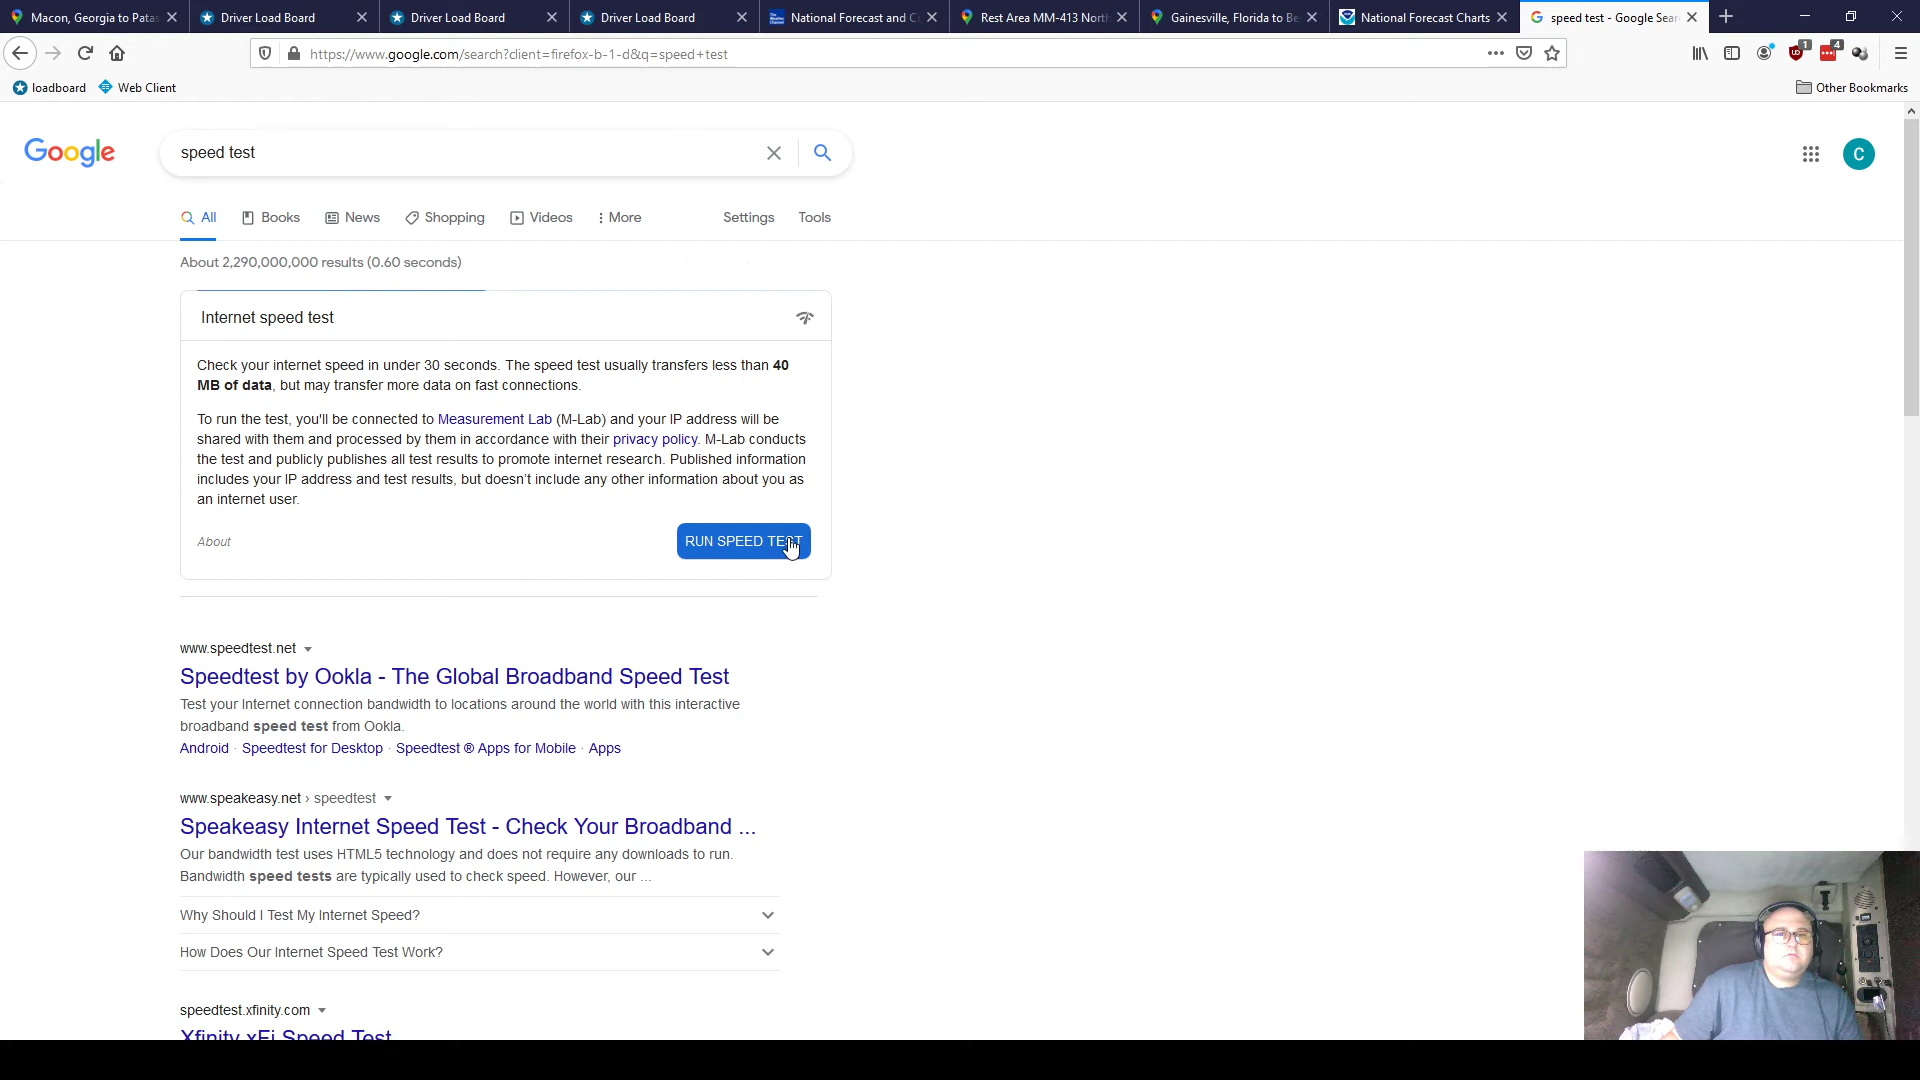 Macon, Georgia to Patas
Driver Load Board
Driver Load Board
Driver Load Board
National Forecast and C
Rest Area MM-413 North
Gainesville, Florida to Be
National Forecast Charts
speed test - Google Sear
https://www.google.com/search?client=firefox-b-1-d&q=speed+test
1
4
loadboard
Web Client
Other Bookmarks
Google
speed test
C
All
Books
News
Shopping
Videos
More
Settings
Tools
About 2,290,000,000 results (0.60 seconds)
Internet speed test
Check your internet speed in under 30 seconds. The speed test usually transfers less than 40
MB of data, but may transfer more data on fast connections.
To run the test, you'll be connected to Measurement Lab (M-Lab) and your IP address will be
shared with them and processed by them in accordance with their privacy policy. M-Lab conducts
the test and publicly publishes all test results to promote internet research. Published information
includes your IP address and test results, but doesn't include any other information about you as
an internet user.
About
RUN SPEED TEST
www.speedtest.net
Speedtest by Ookla - The Global Broadband Speed Test
Test your Internet connection bandwidth to locations around the world with this interactive
broadband speed test from Ookla.
Android · Speedtest for Desktop · Speedtest ® Apps for Mobile · Apps
www.speakeasy.net › speedtest
Speakeasy Internet Speed Test - Check Your Broadband ...
Our bandwidth test uses HTML5 technology and does not require any downloads to run.
Bandwidth speed tests are typically used to check speed. However, our ...
Why Should I Test My Internet Speed?
How Does Our Internet Speed Test Work?
speedtest.xfinity.com
Xfinity xFi Speed Test